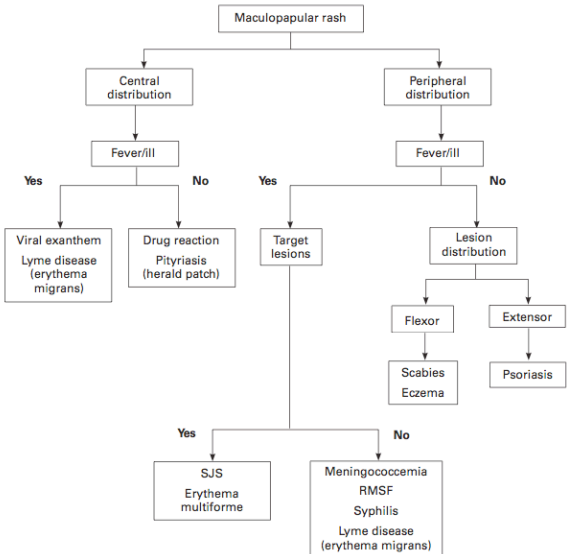 Maculopapular rash
Central
distribution
Peripheral
distribution
Fever/ill
Fever/ill
Yes
No
Yes
No
Viral exanthem
Lyme disease
(erythema
migrans)
Drug reaction
Pityriasis
(herald patch)
Target
lesions
Lesion
distribution
Flexor
Extensor
Scabies
Eczema
Psoriasis
Yes
No
SJS
Erythema
multiforme
Meningococcemia
RMSF
Syphilis
Lyme disease
(erythema migrans)